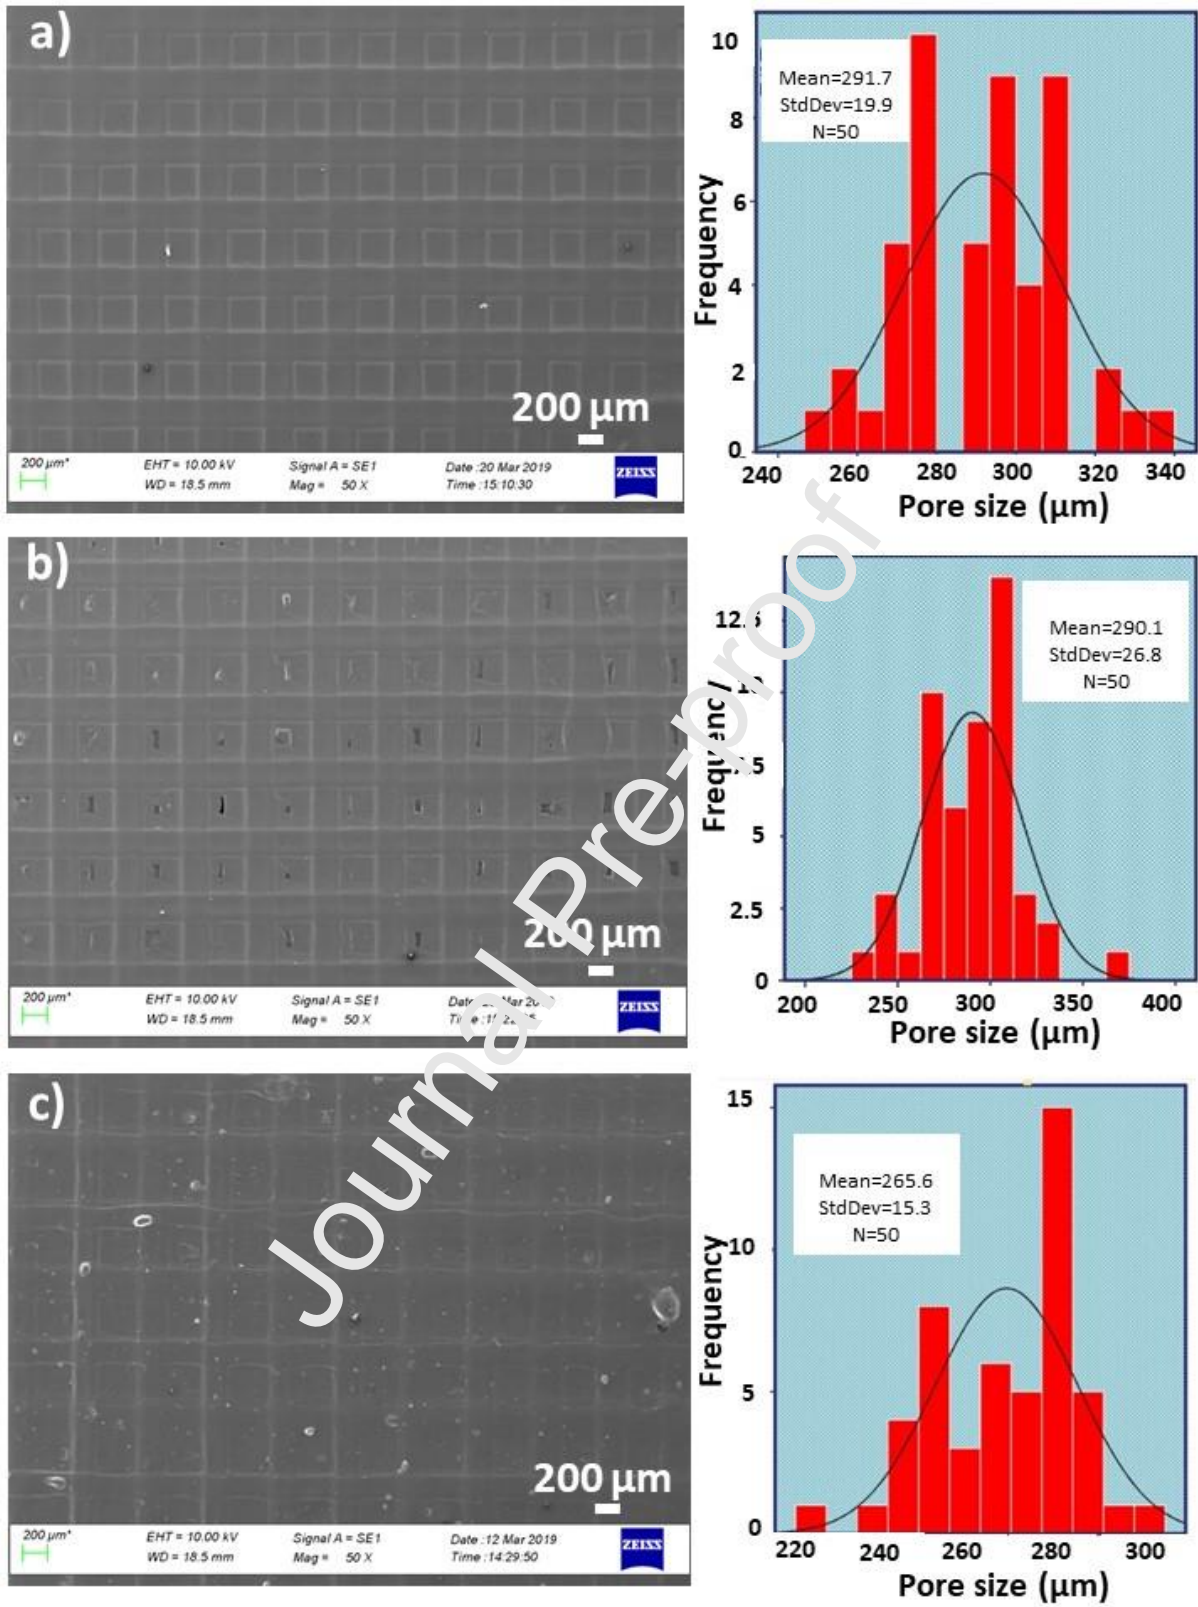 a)
200 µm
200 µm*
EHT = 10.00 kV
WD = 18.5 mm
Signal A = SE1
Mag = 50 X
Date :20 Mar 2019
Time :15:10:30
ZEISS
Mean=291.7
StdDev=19.9
N=50
Frequency
10
8
6
4
2
0
240 260 280 300 320 340
Pore size (µm)
b)
200 µm
200 µm*
EHT = 10.00 kV
WD = 18.5 mm
Signal A = SE1
Mag = 50 X
Mar
ZEISS
Mean=290.1
StdDev=26.8
N=50
12.5
5
2.5
0
200 250 300 350 400
Pore size (µm)
c)
200 µm
200 µm*
EHT = 10.00 kV
WD = 18.5 mm
Signal A = SE1
Mag = 50 X
Date :12 Mar 2019
Time :14:29:50
ZEISS
Mean=265.6
StdDev=15.3
N=50
Frequency
15
10
5
0
220 240 260 280 300
Pore size (µm)
Journal Pre-proof